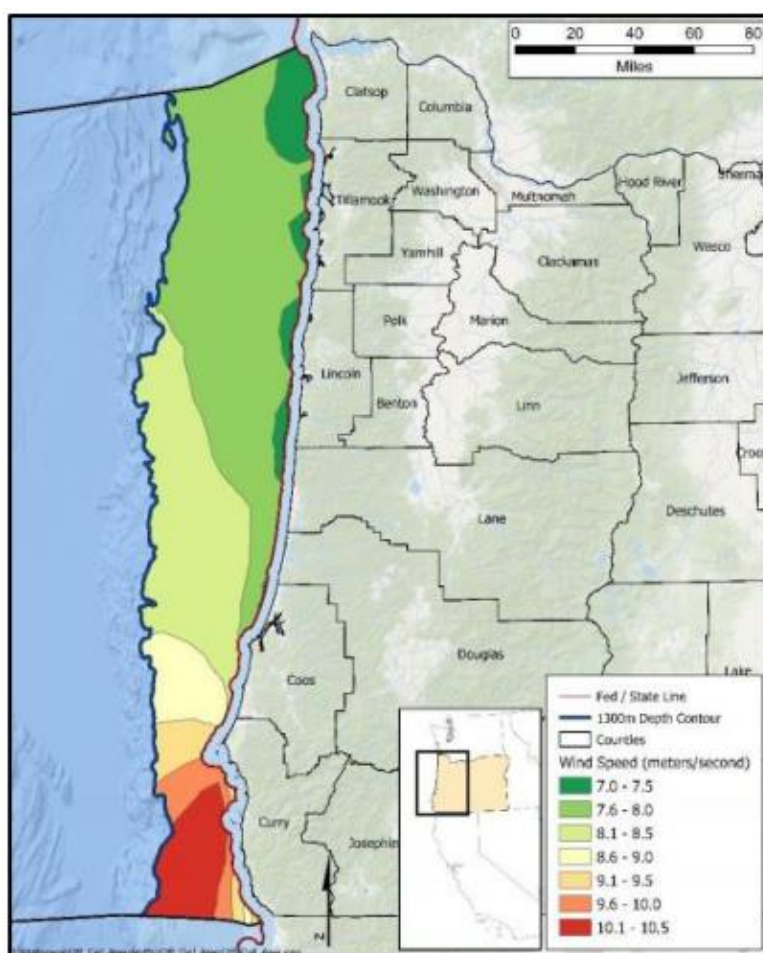 0 20 40 60 80
Miles
Clatsop
Columbia
Tillamook
Washington
Multnomah
Hood River
Sherma
Wasco
Yamhill
Clackamas
Polk
Marion
Lincoln
Benton
Linn
Jefferson
Croo
Lane
Deschutes
Douglas
Coos
Lake
Curry
Josephin
N
Fed / State Line
1300m Depth Contour
Counties
Wind Speed (meters/second)
7.0 - 7.5
7.6 - 8.0
8.1 - 8.5
8.6 - 9.0
9.1 - 9.5
9.6 - 10.0
10.1 - 10.5